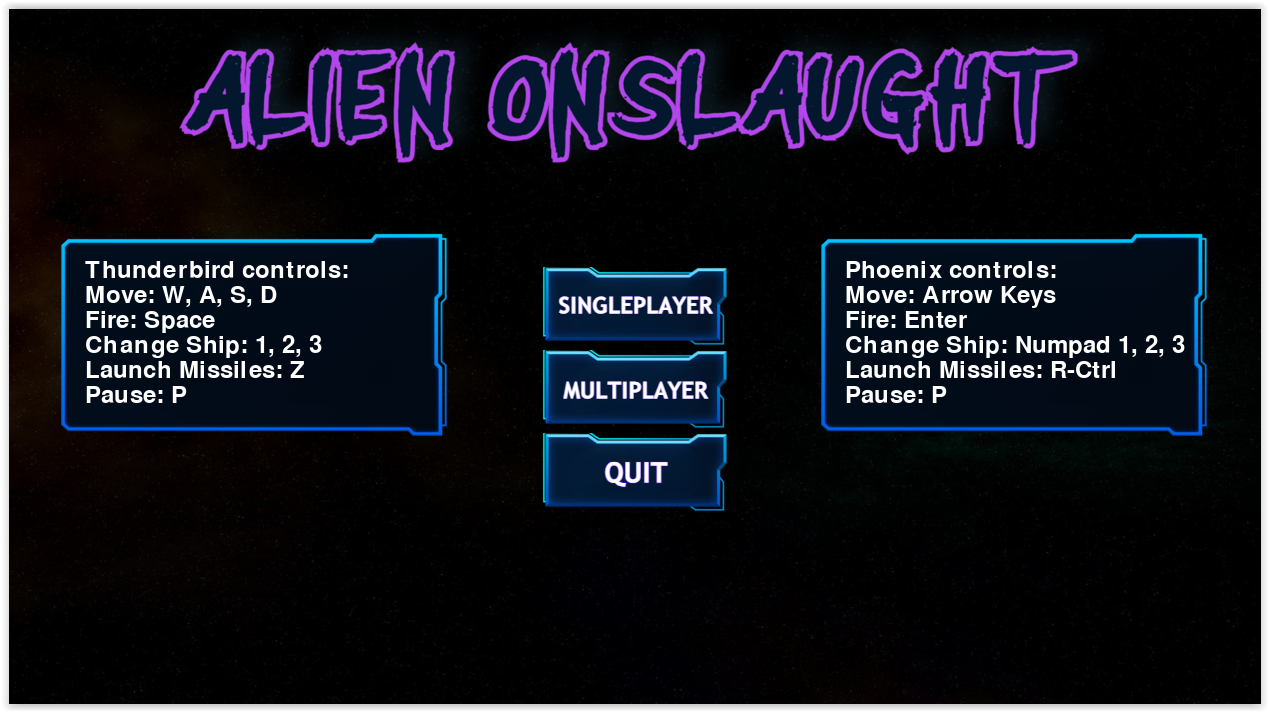 ALIEN ONSLAUGHT
Thunderbird controls:
Move: W, A, S, D
Fire: Space
Change Ship: 1, 2, 3
Launch Missiles: Z
Pause: P
SINGLEPLAYER
MULTIPLAYER
QUIT
Phoenix controls:
Move: Arrow Keys
Fire: Enter
Change Ship: Numpad 1, 2, 3
Launch Missiles: R-Ctrl
Pause: P